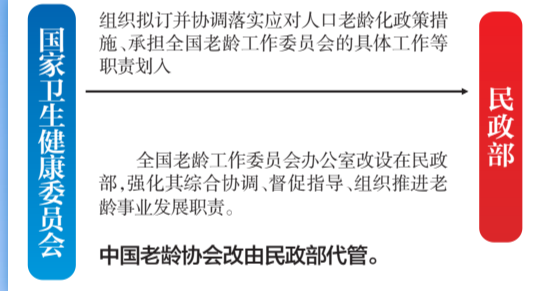 国家卫生健康委员会
组织拟订并协调落实应对人口老龄化政策措
施、承担全国老龄工作委员会的具体工作等
职责划入
民政部
全国老龄工作委员会办公室改设在民政
部，强化其综合协调、督促指导、组织推进老
龄事业发展职责。
中国老龄协会改由民政部代管。